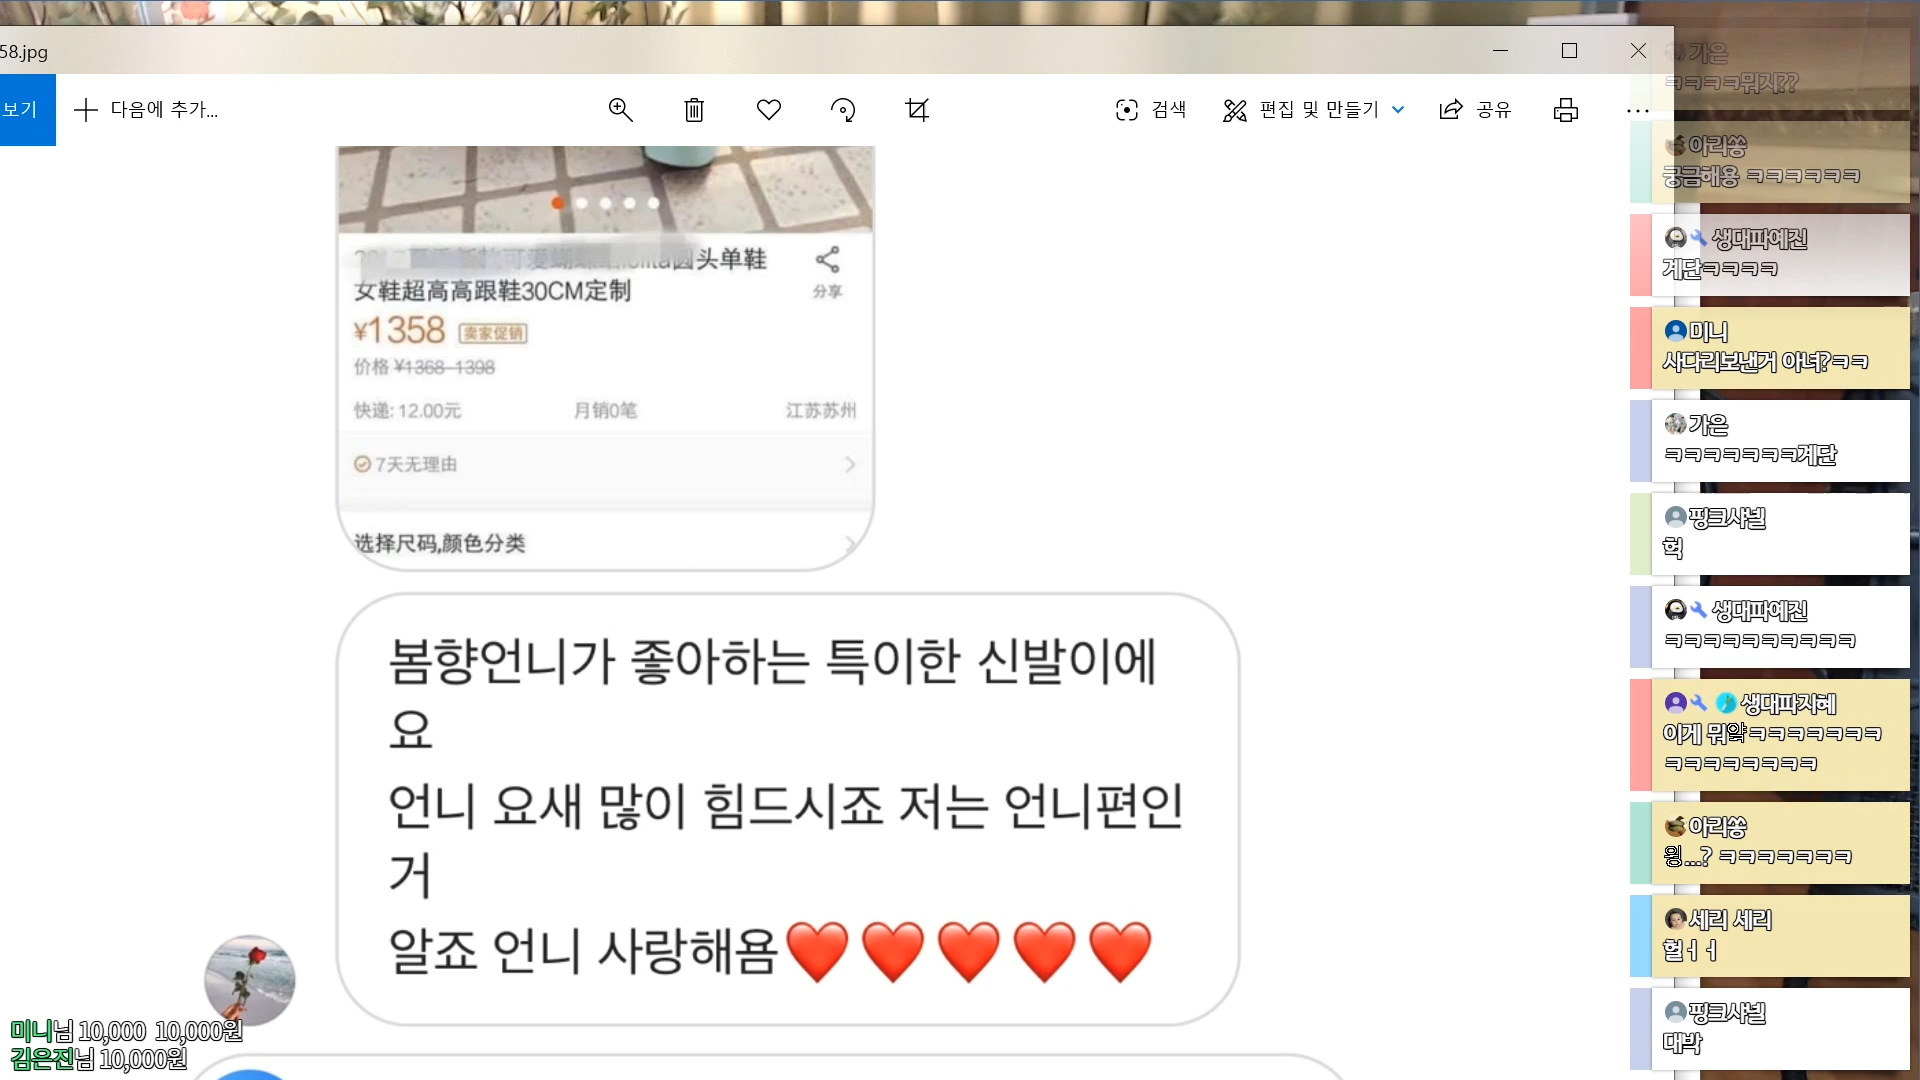 58.jpg
보기
다음에 추가...
검색
편집 및 만들기
공유
圆头单鞋
女鞋超高高跟鞋30CM定制
分享
¥1358 卖家促销
价格 ¥1368-1398
快递: 12.00元 月销0笔 江苏苏州
7天无理由
选择尺码,颜色分类
봄향언니가 좋아하는 특이한 신발이에
요
언니 요새 많이 힘드시죠 저는 언니편인
거
알죠 언니 사랑해욤❤️❤️❤️❤️❤️
미니님 10,000 10,000원
김은진님 10,000원
가은
ㅋㅋㅋㅋ뭐지??
아리쏭
궁금해용 ㅋㅋㅋㅋㅋㅋ
생대파예진
계단ㅋㅋㅋㅋ
미니
사다리보낸거 아녀?ㅋㅋ
가은
ㅋㅋㅋㅋㅋㅋㅋ계단
핑크샤넬
헉
생대파예진
ㅋㅋㅋㅋㅋㅋㅋㅋㅋㅋ
생대파지혜
이게 뭐얔ㅋㅋㅋㅋㅋㅋㅋ
ㅋㅋㅋㅋㅋㅋㅋㅋ
아리쏭
욍...? ㅋㅋㅋㅋㅋㅋㅋ
세리 세리
헐ㅓㅓ
핑크샤넬
대박